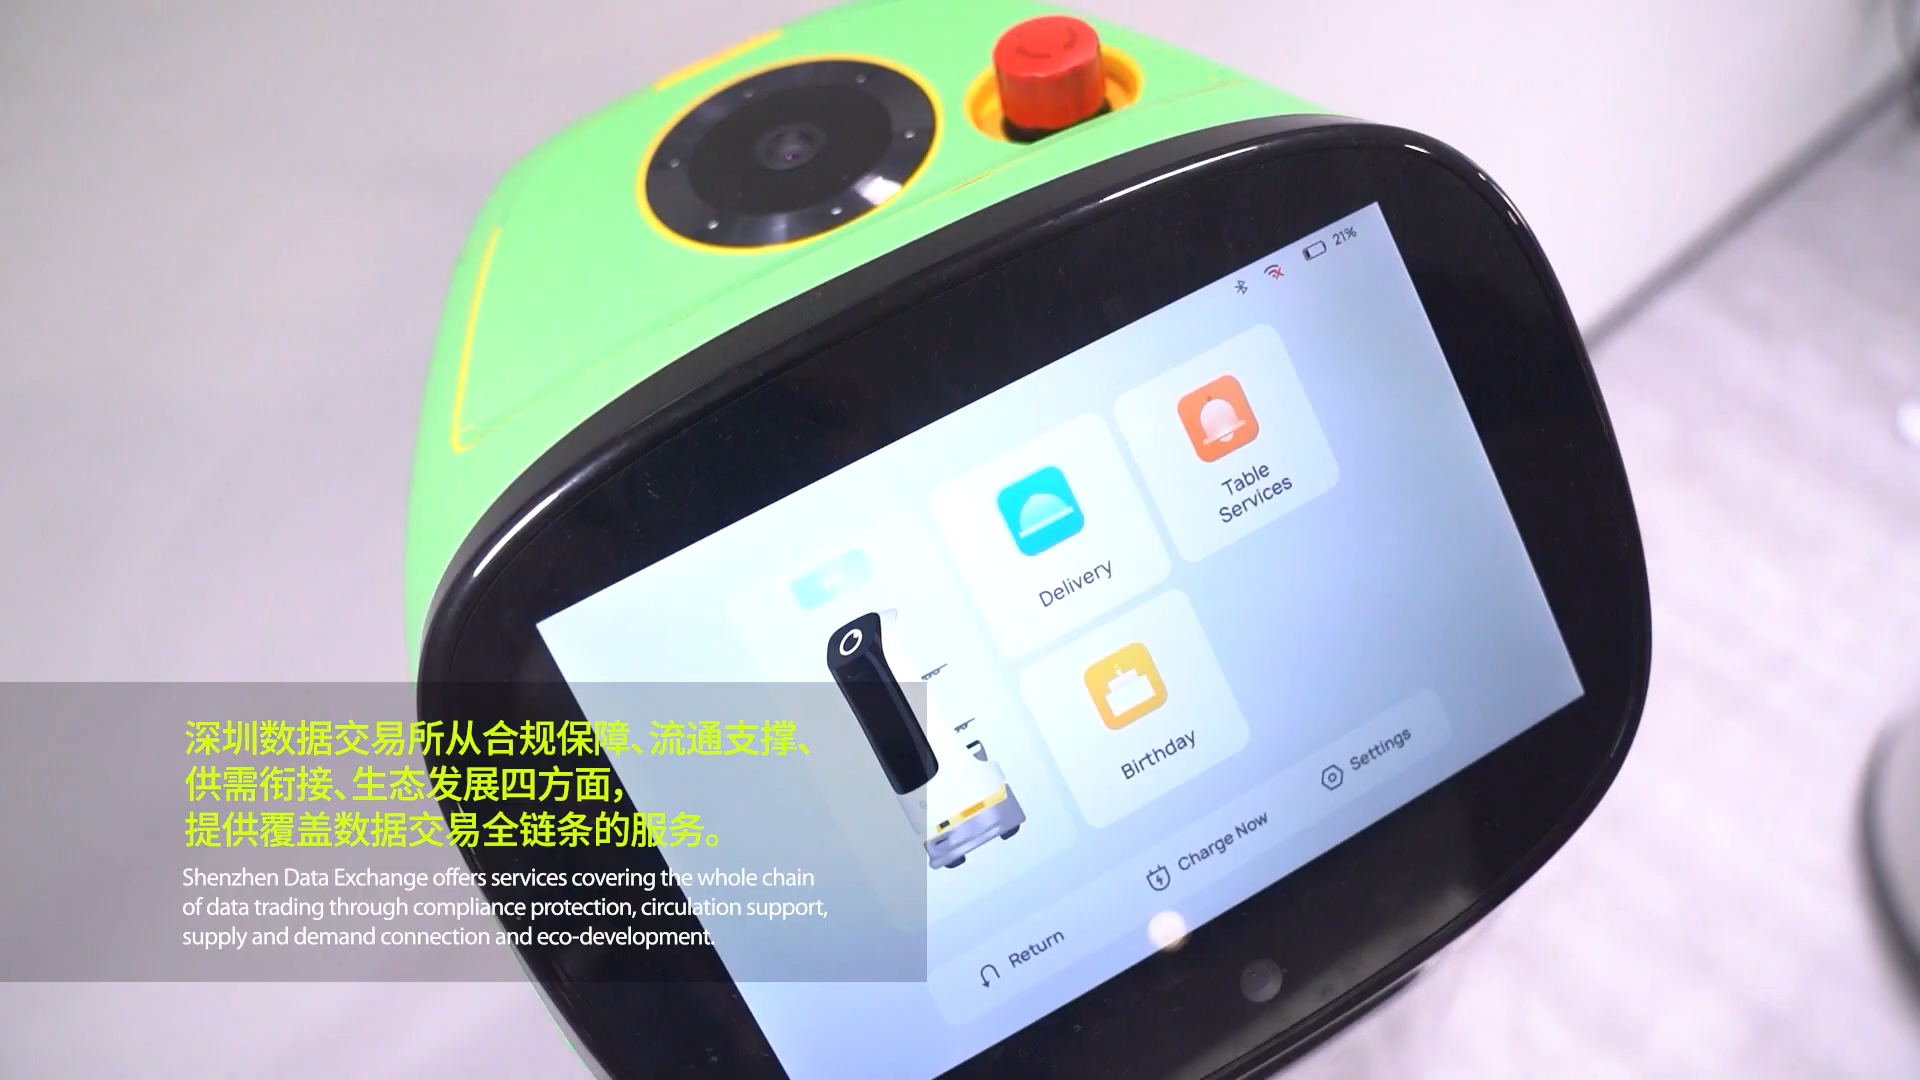 21%
Table
Services
Delivery
Birthday
Settings
Charge Now
Return
深圳数据交易所从合规保障、流通支撑、
供需衔接、生态发展四方面，
提供覆盖数据交易全链条的服务。
Shenzhen Data Exchange offers services covering the whole chain
of data trading through compliance protection, circulation support,
supply and demand connection and eco-development.